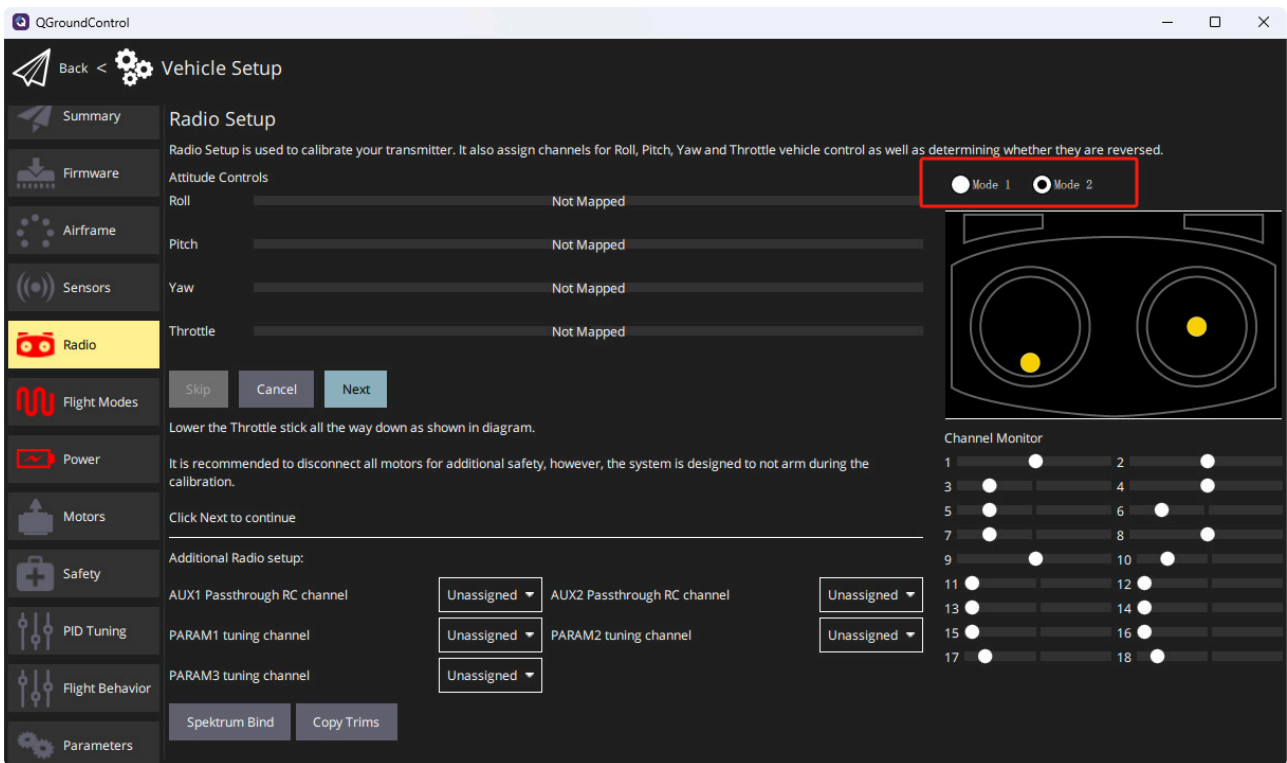 QGroundControl
Back < Vehicle Setup
Summary
Firmware
Airframe
Sensors
Radio
Flight Modes
Power
Motors
Safety
PID Tuning
Flight Behavior
Parameters
Radio Setup
Radio Setup is used to calibrate your transmitter. It also assign channels for Roll, Pitch, Yaw and Throttle vehicle control as well as determining whether they are reversed.
Attitude Controls
Roll Not Mapped
Pitch Not Mapped
Yaw Not Mapped
Throttle Not Mapped
Skip Cancel Next
Lower the Throttle stick all the way down as shown in diagram.
It is recommended to disconnect all motors for additional safety, however, the system is designed to not arm during the
calibration.
Click Next to continue
Additional Radio setup:
AUX1 Passthrough RC channel Unassigned AUX2 Passthrough RC channel Unassigned
PARAM1 tuning channel Unassigned PARAM2 tuning channel Unassigned
PARAM3 tuning channel Unassigned
Spektrum Bind Copy Trims
Mode 1 Mode 2
Channel Monitor
1 2
3 4
5 6
7 8
9 10
11 12
13 14
15 16
17 18